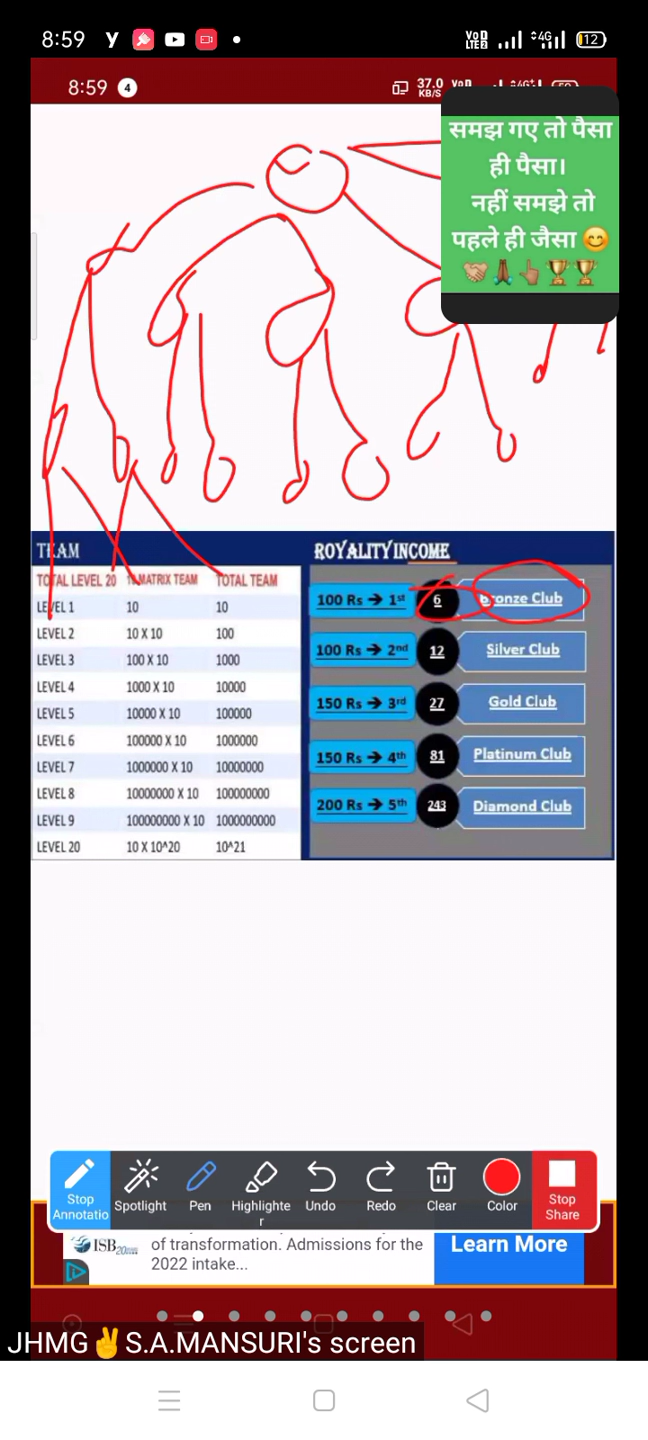 8:59
Vo D LTE 2
4G
12
8:59 4
37.0 KB/S
समझ गए तो पैसा
ही पैसा।
नहीं समझे तो
पहले ही जैसा 😊
🤝🏼🙏🏽👆🏼🏆🏆
TEAM
TOTAL LEVEL 20 MATRIX TEAM TOTAL TEAM
LEVEL 1 10 10
LEVEL 2 10 X 10 100
LEVEL 3 100 X 10 1000
LEVEL 4 1000 X 10 10000
LEVEL 5 10000 X 10 100000
LEVEL 6 100000 X 10 1000000
LEVEL 7 1000000 X 10 10000000
LEVEL 8 10000000 X 10 100000000
LEVEL 9 100000000 X 10 1000000000
LEVEL 20 10 X 10^20 10^21
ROYALITY INCOME
100 Rs → 1st 6 Bronze Club
100 Rs → 2nd 12 Silver Club
150 Rs → 3rd 27 Gold Club
150 Rs → 4th 81 Platinum Club
200 Rs → 5th 243 Diamond Club
Stop Annotatio
Spotlight
Pen
Highlighte
r
Undo
Redo
Clear
Color
Stop Share
ISB
of transformation. Admissions for the
2022 intake...
Learn More
JHMG✌️S.A.MANSURI's screen